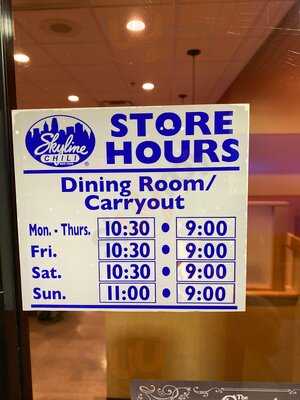 Skyline
CHILI ®
STORE
HOURS
Dining Room/
Carryout
Mon. - Thurs. 10:30 • 9:00
Fri. 10:30 • 9:00
Sat. 10:30 • 9:00
Sun. 11:00 • 9:00
The